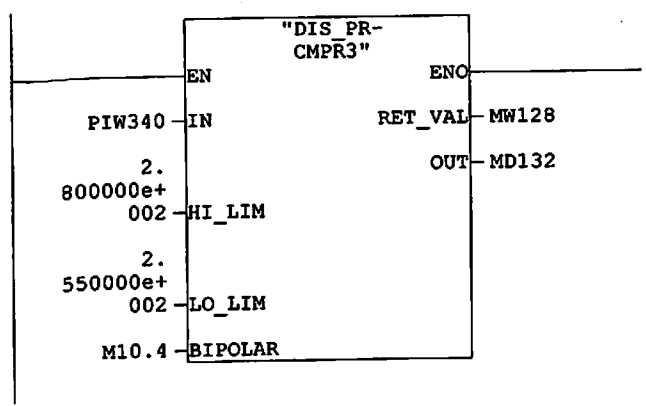 "DIS_PR-
CMPR3"
EN
ENO
PIW340
IN
RET_VAL
MW128
OUT
MD132
2.
800000e+
002
HI_LIM
2.
550000e+
002
LO_LIM
M10.4
BIPOLAR